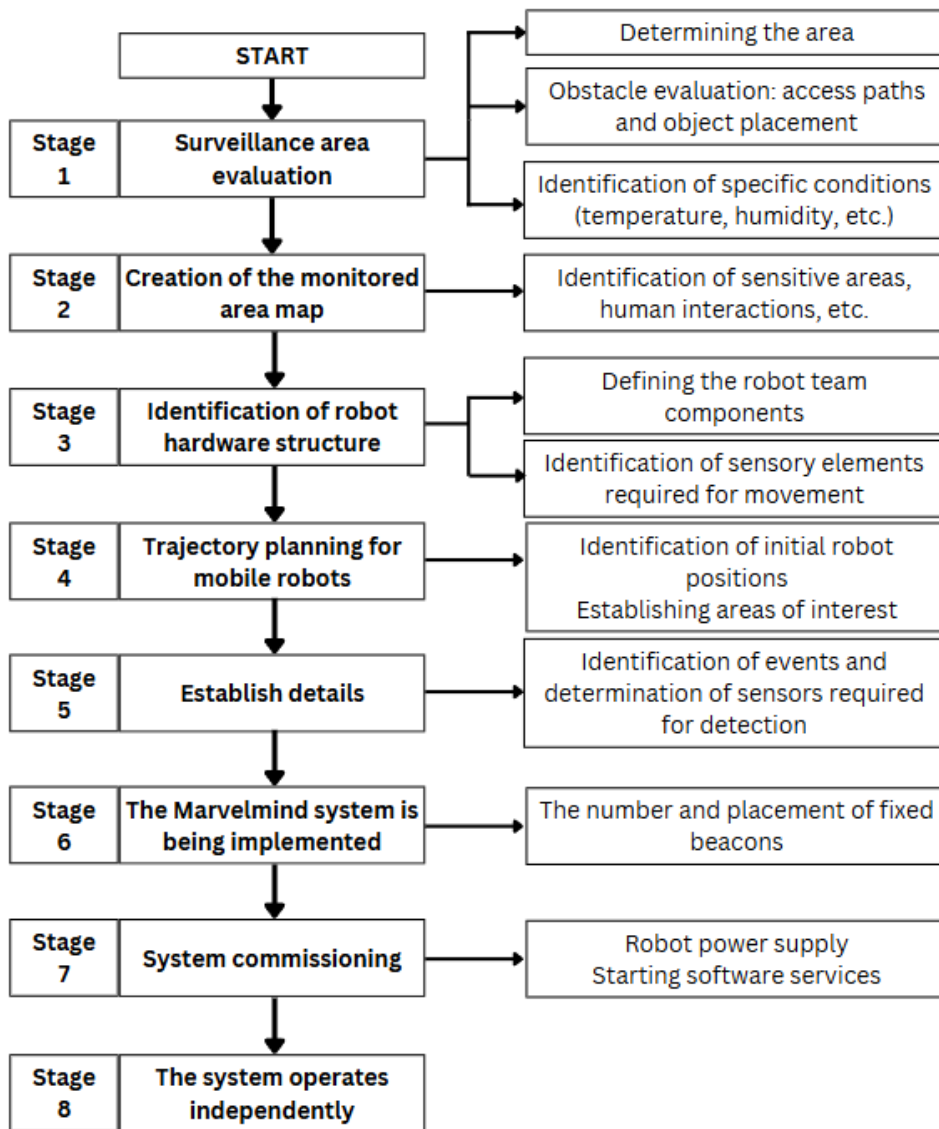 START
Determining the area
Obstacle evaluation: access paths
and object placement
Stage
1
Surveillance area
evaluation
Identification of specific conditions
(temperature, humidity, etc.)
Stage
2
Creation of the monitored
area map
Identification of sensitive areas,
human interactions, etc.
Stage
3
Identification of robot
hardware structure
Defining the robot team
components
Identification of sensory elements
required for movement
Stage
4
Trajectory planning for
mobile robots
Identification of initial robot
positions
Establishing areas of interest
Stage
5
Establish details
Identification of events and
determination of sensors required
for detection
Stage
6
The Marvelmind system is
being implemented
The number and placement of fixed
beacons
Stage
7
System commissioning
Robot power supply
Starting software services
Stage
8
The system operates
independently